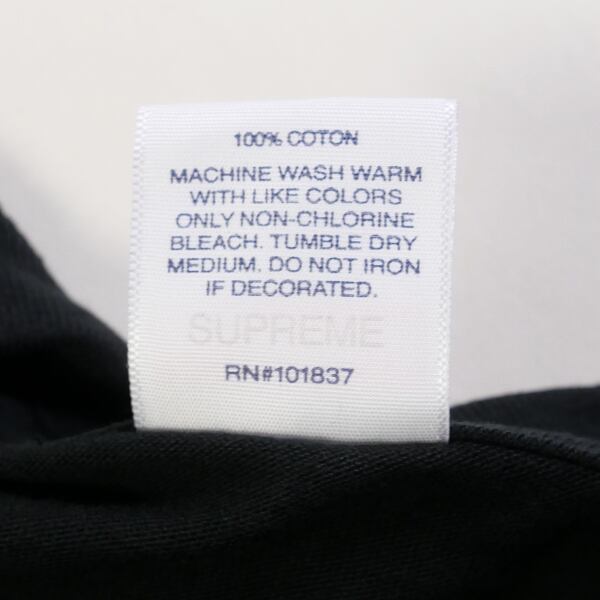 100% COTON
MACHINE WASH WARM
WITH LIKE COLORS
ONLY NON-CHLORINE
BLEACH. TUMBLE DRY
MEDIUM. DO NOT IRON
IF DECORATED.
SUPREME
RN#101837